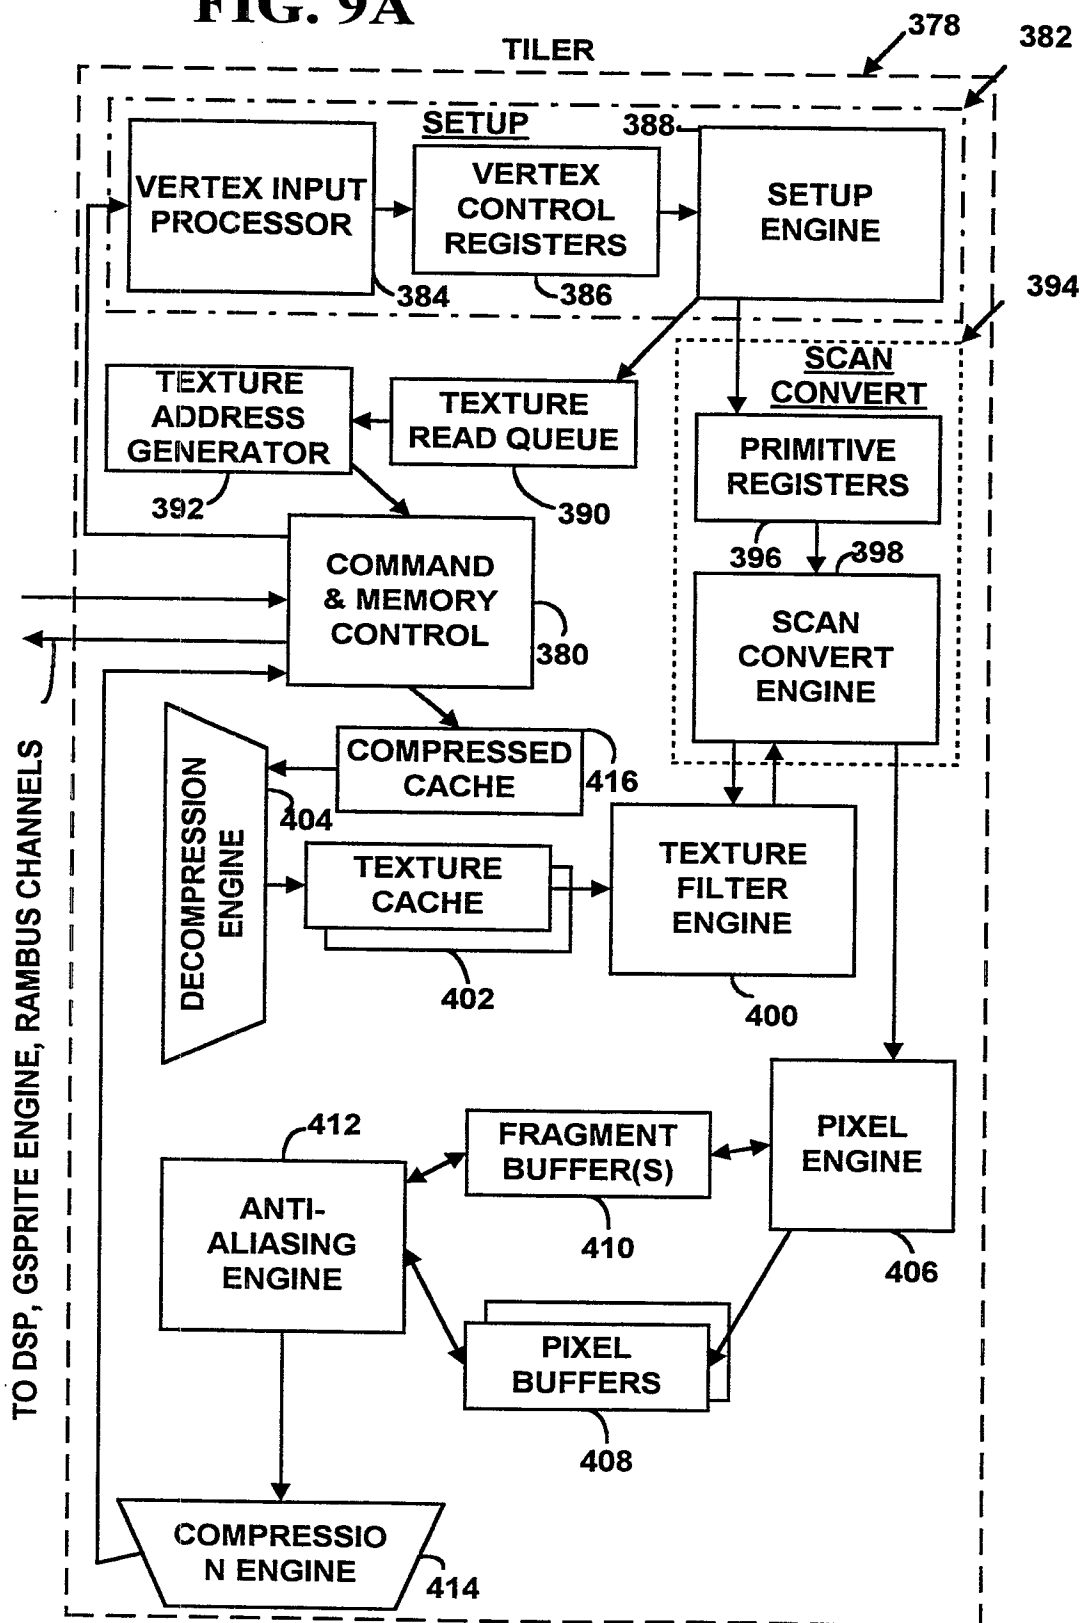 FIG. 9A
TILER
378
382
SETUP
388
VERTEX INPUT
PROCESSOR
384
VERTEX
CONTROL
REGISTERS
386
SETUP
ENGINE
394
SCAN
CONVERT
TEXTURE
ADDRESS
GENERATOR
392
TEXTURE
READ QUEUE
390
PRIMITIVE
REGISTERS
396
398
COMMAND
& MEMORY
CONTROL
380
SCAN
CONVERT
ENGINE
COMPRESSED
CACHE
416
DECOMPRESSION
ENGINE
404
TEXTURE
CACHE
402
TEXTURE
FILTER
ENGINE
400
TO DSP, GSPRITE ENGINE, RAMBUS CHANNELS
412
ANTI-
ALIASING
ENGINE
FRAGMENT
BUFFER(S)
410
PIXEL
ENGINE
406
PIXEL
BUFFERS
408
COMPRESSIO
N ENGINE
414